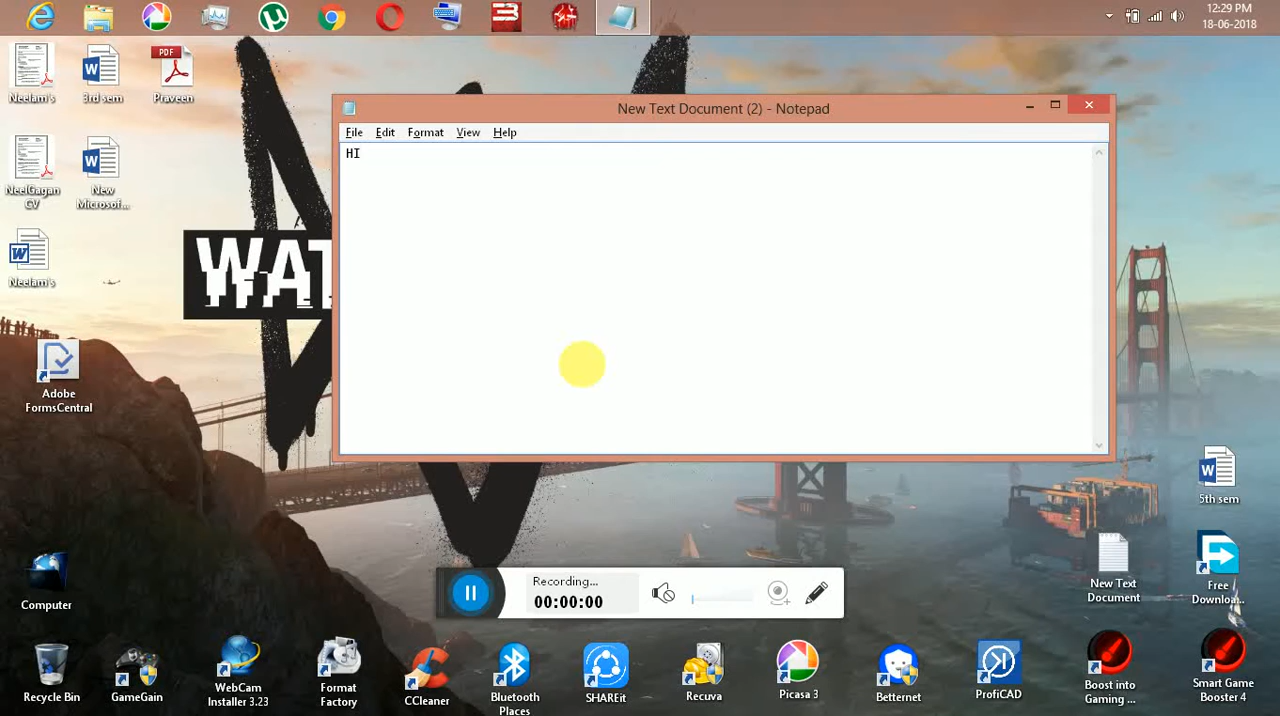 12:29 PM
18-06-2018
Neelam's
3rd sem
PDF
Praveen
New Text Document (2) - Notepad
File Edit Format View Help
HI
NeelGagan
CV
New
Microsof...
Neelam's
WAT
Adobe
FormsCentral
5th sem
Recording...
00:00:00
New Text
Document
Free
Downloa...
Computer
Recycle Bin
GameGain
WebCam
Installer 3.23
Format
Factory
CCleaner
Bluetooth
Places
SHAREit
Recuva
Picasa 3
Betternet
ProfiCAD
Boost into
Gaming ...
Smart Game
Booster 4